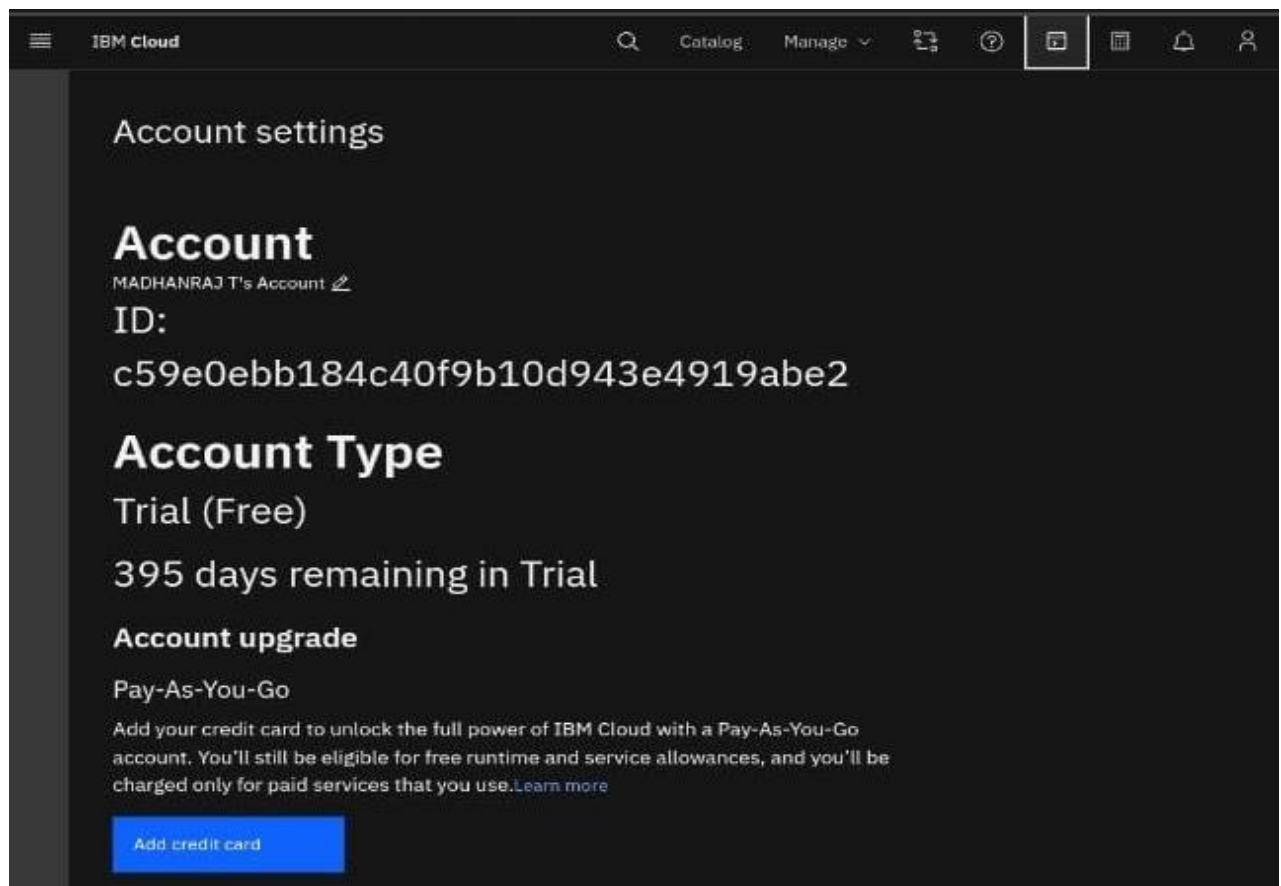 IBM Cloud
Catalog
Manage
Account settings
Account
MADHANRAJ T's Account
ID:
c59e0ebb184c40f9b10d943e4919abe2
Account Type
Trial (Free)
395 days remaining in Trial
Account upgrade
Pay-As-You-Go
Add your credit card to unlock the full power of IBM Cloud with a Pay-As-You-Go
account. You'll still be eligible for free runtime and service allowances, and you'll be
charged only for paid services that you use.Learn more
Add credit card